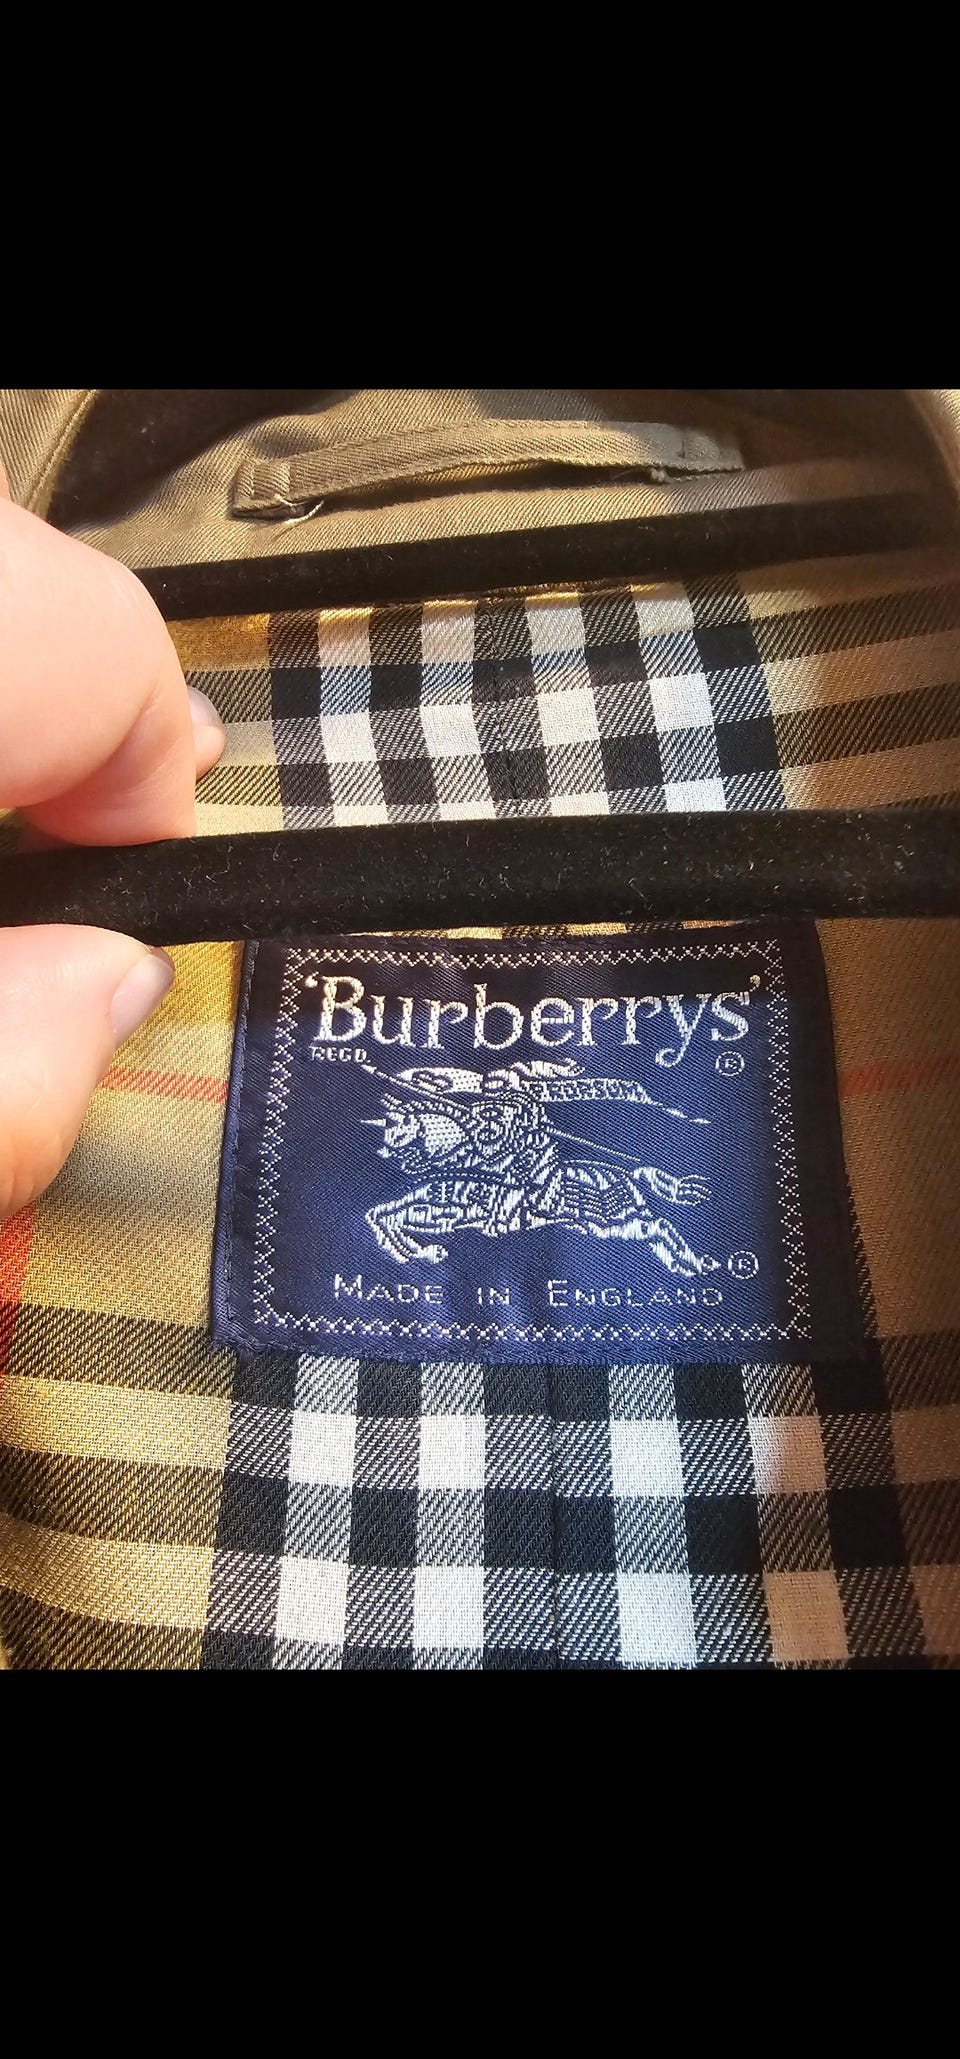 'Burberrys'
REGD.
®
®
MADE IN ENGLAND